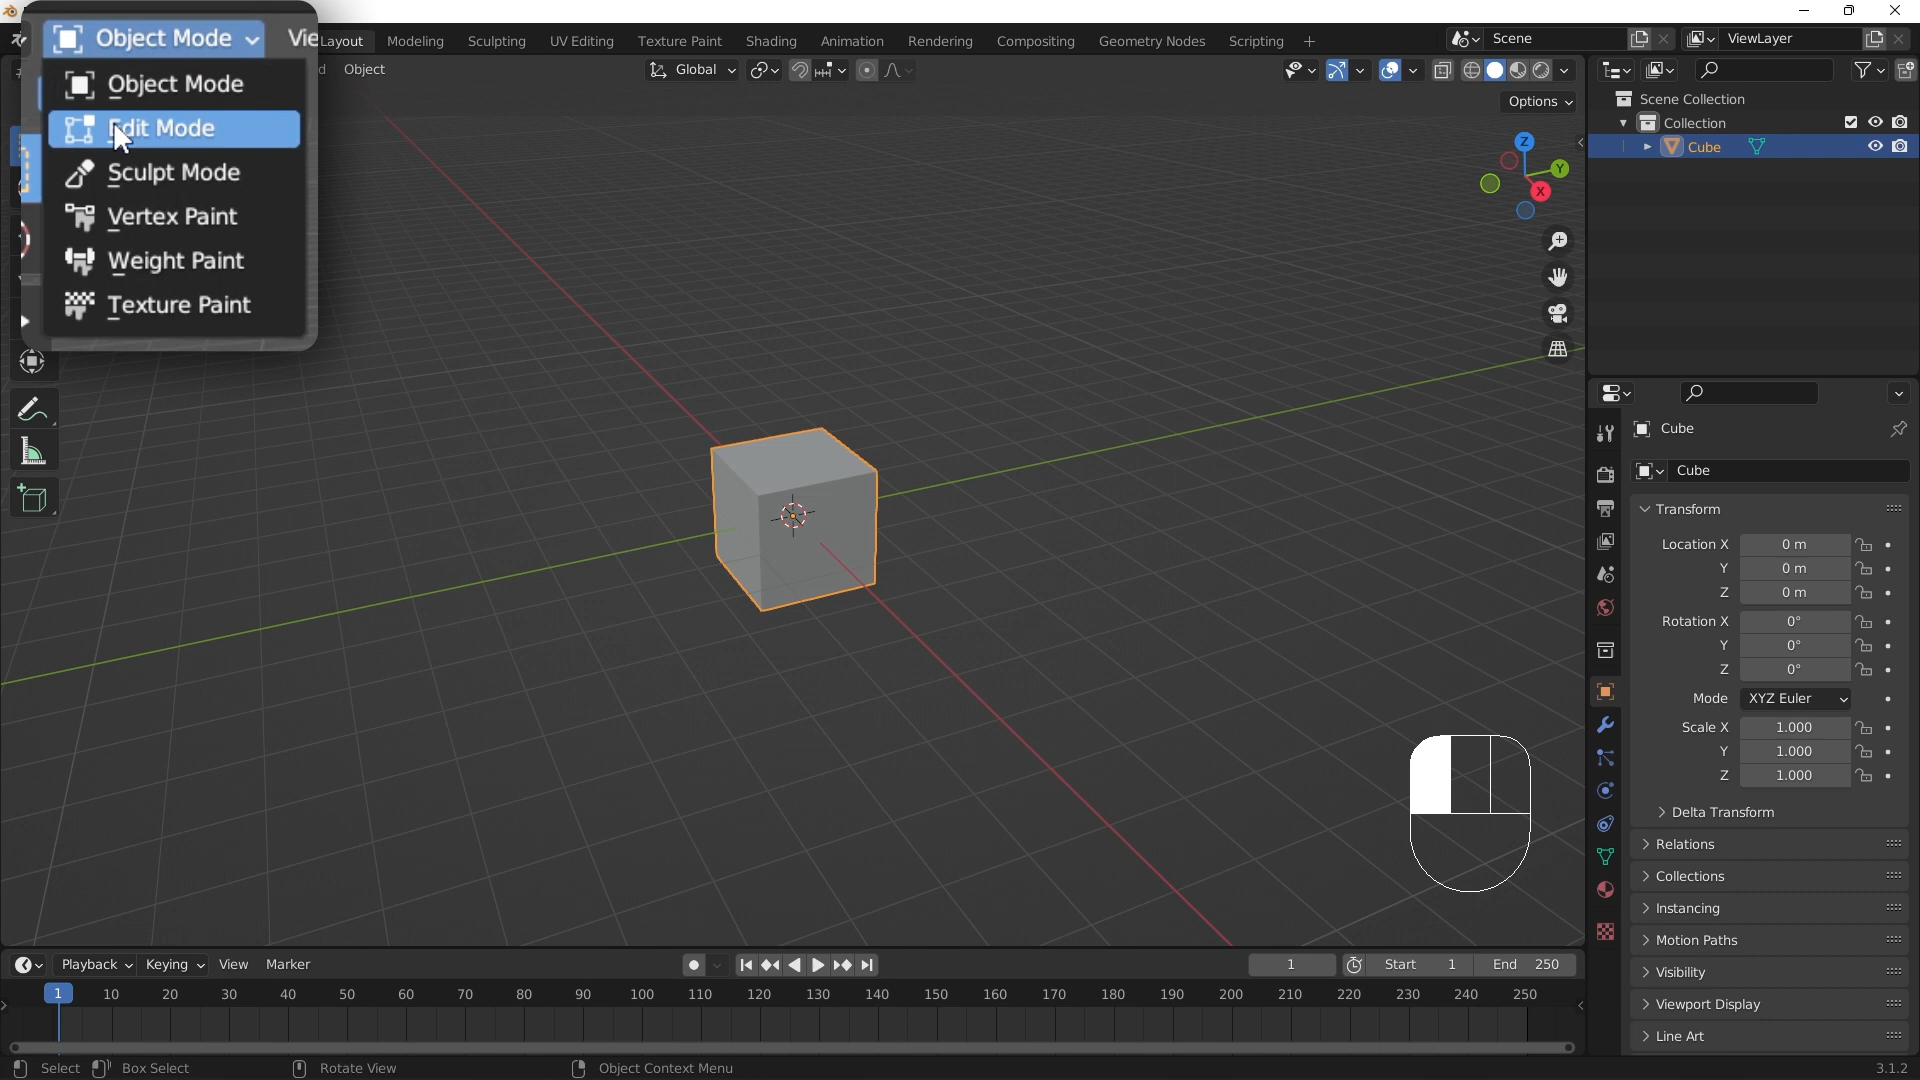 Object Mode Vie
Object Mode
Edit Mode
Sculpt Mode
Vertex Paint
Weight Paint
Texture Paint
Layout Modeling Sculpting UV Editing Texture Paint Shading Animation Rendering Compositing Geometry Nodes Scripting +
Scene ViewLayer
d Object
Global
Options
Z
Y
X
Scene Collection
Collection
Cube
Cube
Cube
Transform
Location X 0 m
Y 0 m
Z 0 m
Rotation X 0°
Y 0°
Z 0°
Mode XYZ Euler
Scale X 1.000
Y 1.000
Z 1.000
Delta Transform
Relations
Collections
Instancing
Motion Paths
Visibility
Viewport Display
Line Art
Playback Keying View Marker
1 Start 1 End 250
1 10 20 30 40 50 60 70 80 90 100 110 120 130 140 150 160 170 180 190 200 210 220 230 240 250
Select Box Select Rotate View Object Context Menu 3.1.2